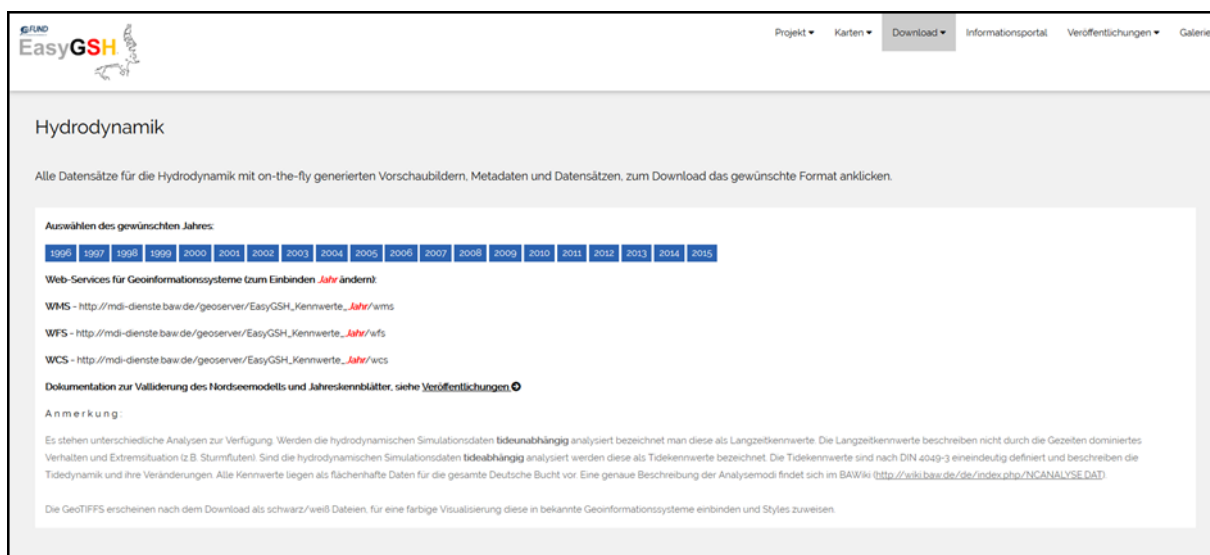 mFUND
EasyGSH
Projekt Karten Download Informationsportal Veröffentlichungen Galerie
Hydrodynamik
Alle Datensätze für die Hydrodynamik mit on-the-fly generierten Vorschaubildern, Metadaten und Datensätzen, zum Download das gewünschte Format anklicken.
Auswählen des gewünschten Jahres:
1996 1997 1998 1999 2000 2001 2002 2003 2004 2005 2006 2007 2008 2009 2010 2011 2012 2013 2014 2015
Web-Services für Geoinformationssysteme (zum Einbinden Jahr ändern):
WMS - http://mdi-dienste.baw.de/geoserver/EasyGSH_Kennwerte_Jahr/wms
WFS - http://mdi-dienste.baw.de/geoserver/EasyGSH_Kennwerte_Jahr/wfs
WCS - http://mdi-dienste.baw.de/geoserver/EasyGSH_Kennwerte_Jahr/wcs
Dokumentation zur Valliderung des Nordseemodells und Jahreskennblätter, siehe Veröffentlichungen
Anmerkung:
Es stehen unterschiedliche Analysen zur Verfügung. Werden die hydrodynamischen Simulationsdaten tideunabhängig analysiert bezeichnet man diese als Langzeitkennwerte. Die Langzeitkennwerte beschreiben nicht durch die Gezeiten dominiertes
Verhalten und Extremsituation (z.B. Sturmfluten). Sind die hydrodynamischen Simulationsdaten tideabhängig analysiert werden diese als Tidekennwerte bezeichnet. Die Tidekennwerte sind nach DIN 4049-3 eineindeutig definiert und beschreiben die
Tidedynamik und ihre Veränderungen. Alle Kennwerte liegen als flächenhafte Daten für die gesamte Deutsche Bucht vor. Eine genaue Beschreibung der Analysemodi findet sich im BAWiki (http://wiki.baw.de/de/index.php/NCANALYSE.DAT).
Die GeoTIFFS erscheinen nach dem Download als schwarz/weiß Dateien, für eine farbige Visualisierung diese in bekannte Geoinformationssysteme einbinden und Styles zuweisen.